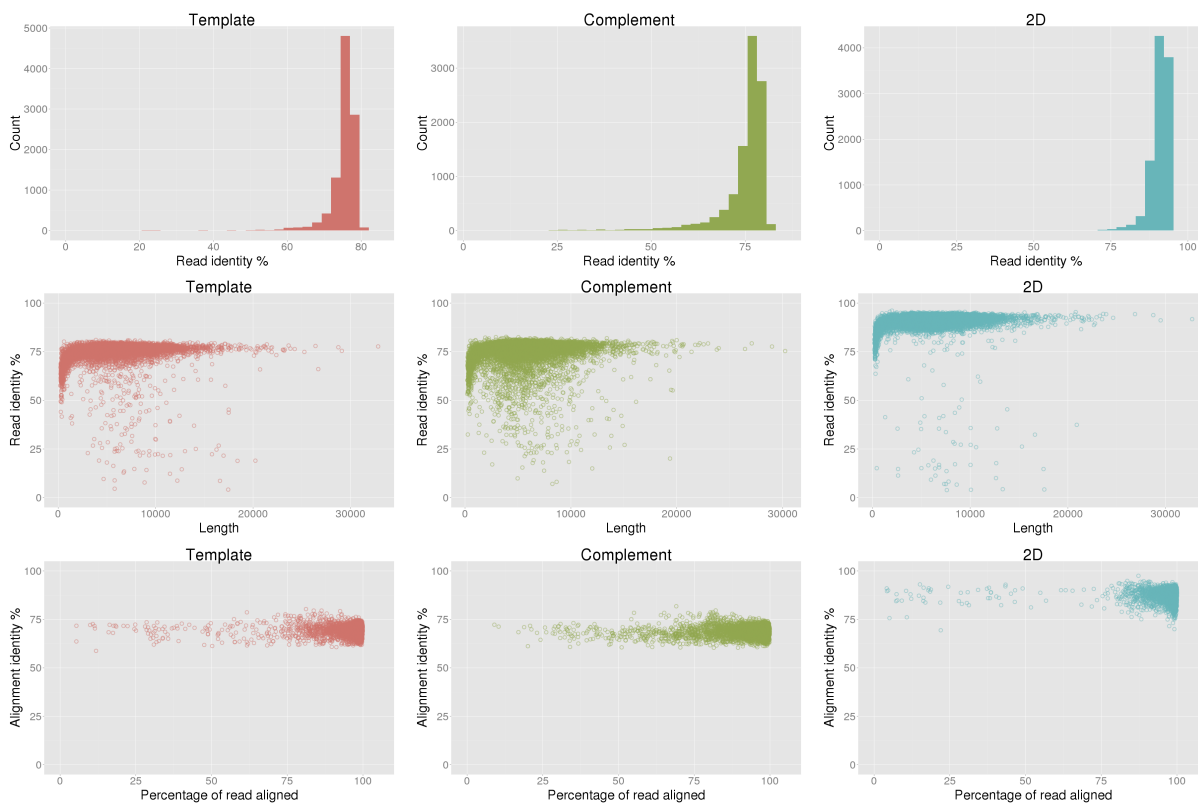 Template
Complement
2D
5000
4000
3000
2000
1000
0
Count
0 20 40 60 80
Read identity %
3000
2000
1000
0
Count
0 25 50 75
Read identity %
4000
3000
2000
1000
0
Count
0 25 50 75 100
Read identity %
Template
Complement
2D
100
75
50
25
0
Read identity %
0 10000 20000 30000
Length
100
75
50
25
0
Read identity %
0 10000 20000 30000
Length
100
75
50
25
0
Read identity %
0 10000 20000 30000
Length
Template
Complement
2D
100
75
50
25
0
Alignment identity %
0 25 50 75 100
Percentage of read aligned
100
75
50
25
0
Alignment identity %
0 25 50 75 100
Percentage of read aligned
100
75
50
25
0
Alignment identity %
0 25 50 75 100
Percentage of read aligned